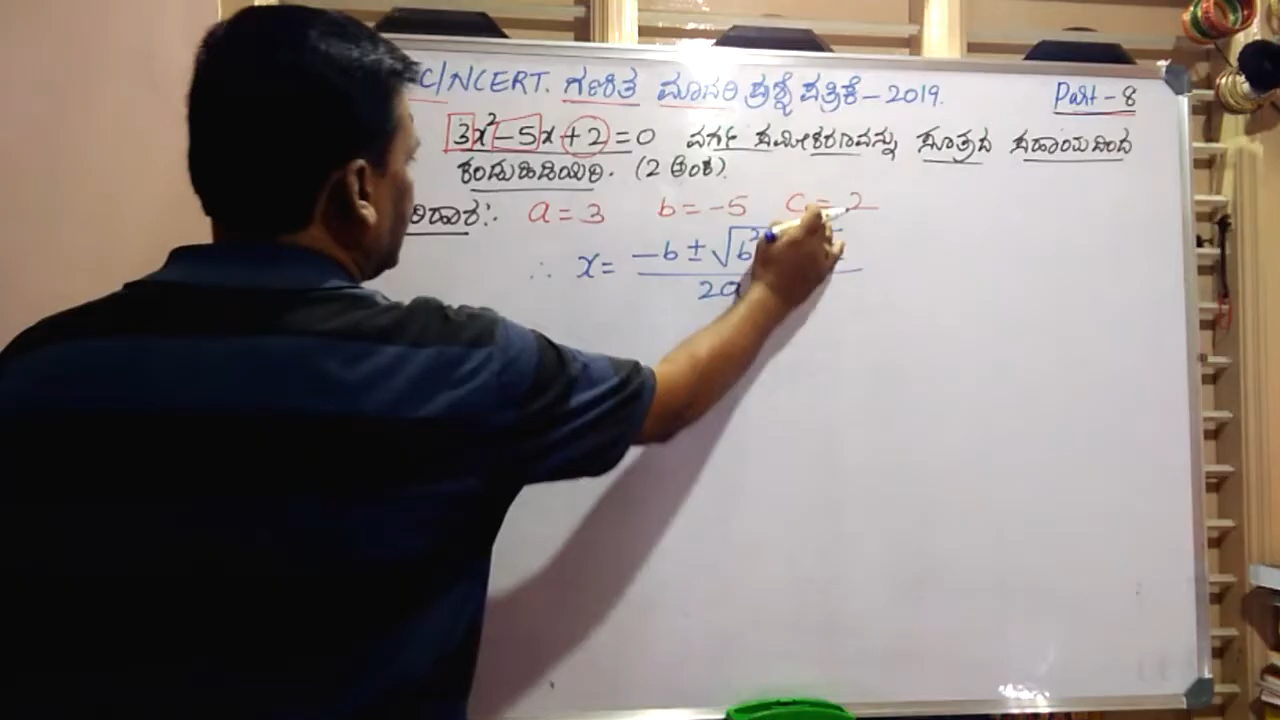 C/NCERT. ಗಣಿತ ಮಾದರಿ ಪ್ರಶ್ನೆ ಪತ್ರಿಕೆ - 2019.
Part - 8
3x² - 5x + 2 = 0 ವರ್ಗ ಸಮೀಕರಣವನ್ನು ಸೂತ್ರದ ಸಹಾಯದಿಂದ
ಕಂಡುಹಿಡಿಯಿರಿ. (2 ಅಂಕ).
ರಿಹಾರ:- a = 3 b = -5 c = 2
∴ x = -b ± √b²
2a